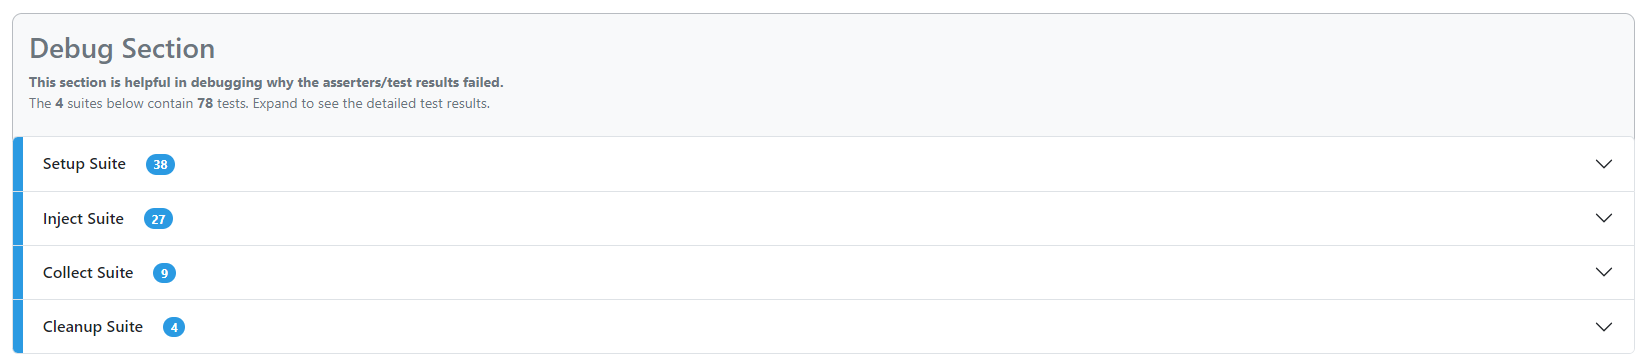 Debug Section
This section is helpful in debugging why the asserters/test results failed.
The 4 suites below contain 78 tests. Expand to see the detailed test results.
Setup Suite 38
Inject Suite 27
Collect Suite 9
Cleanup Suite 4